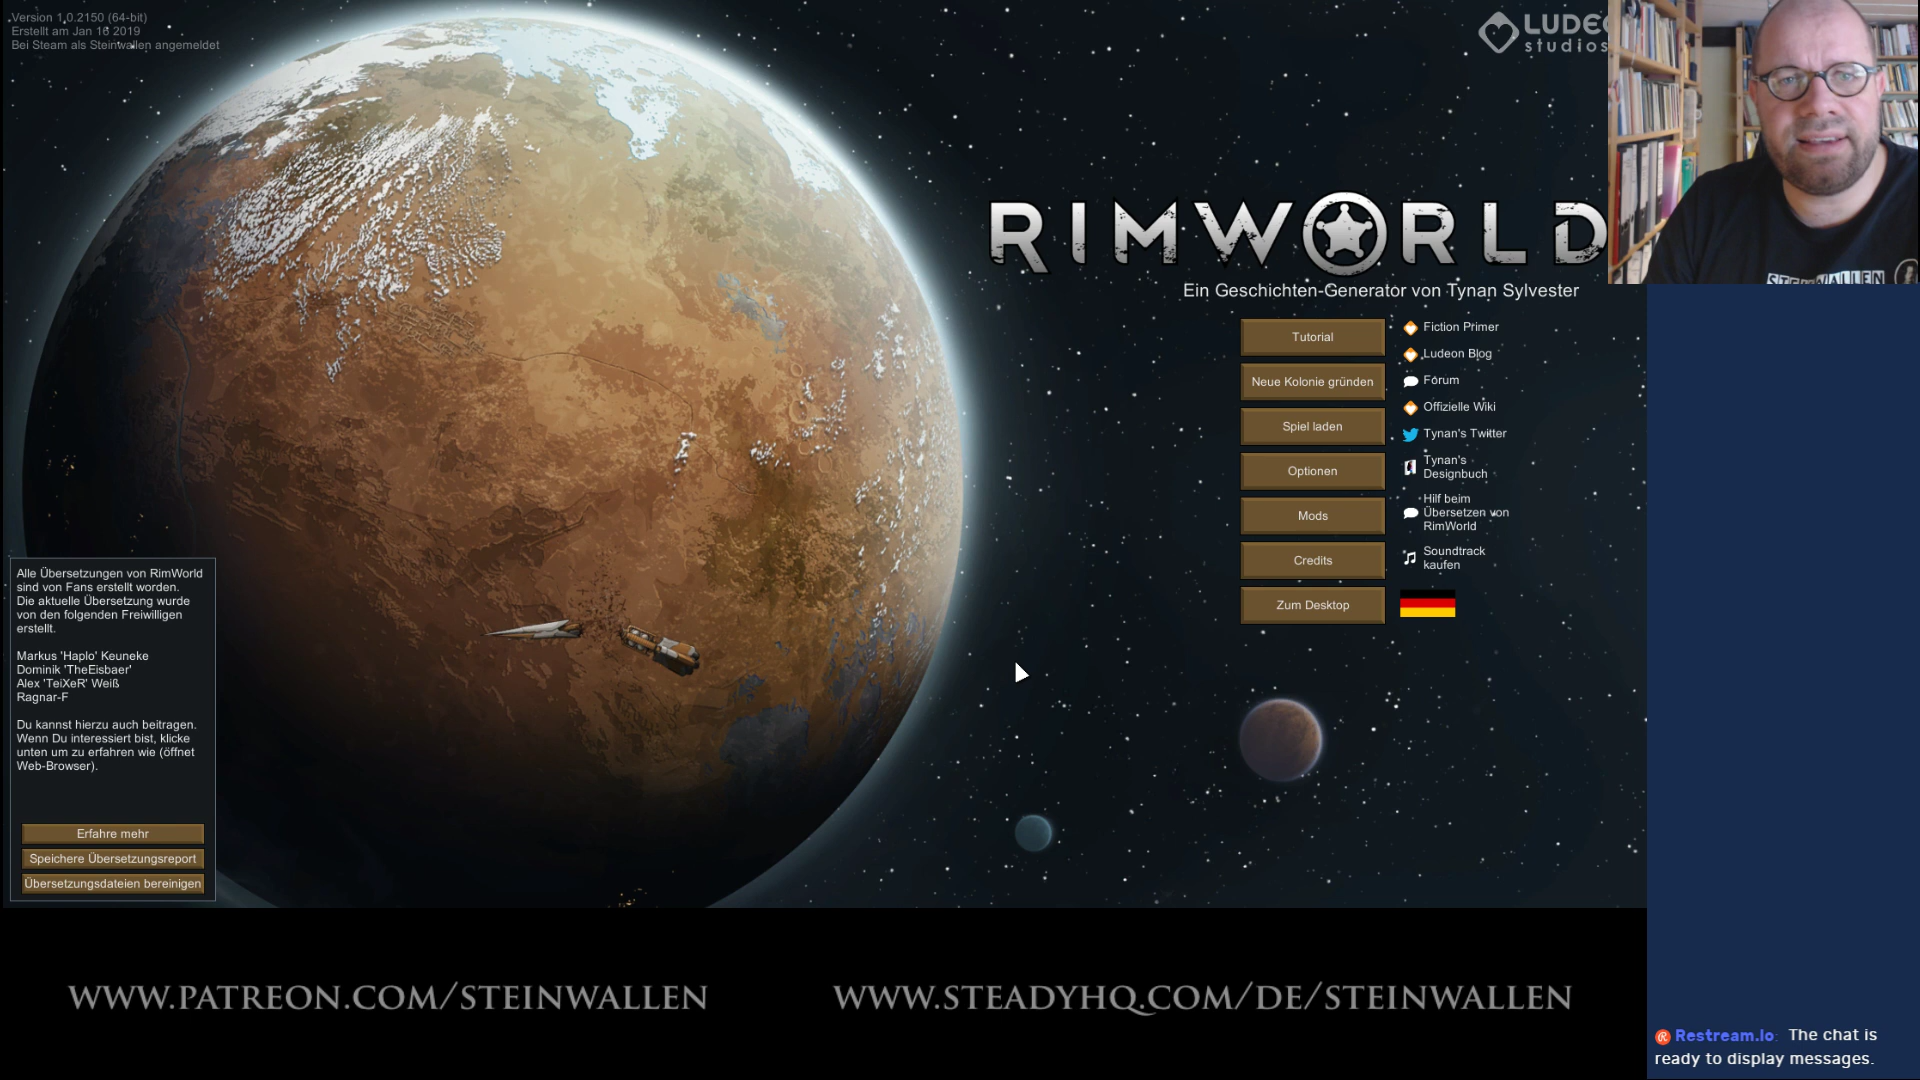 Version 1.0.2150 (64-bit)
Erstellt am Jan 16 2019
Bei Steam als Steinwallen angemeldet
studios
RIMWORLD
Ein Geschichten-Generator von Tynan Sylvester
Tutorial
Neue Kolonie gründen
Spiel laden
Optionen
Mods
Credits
Zum Desktop
Fiction Primer
Ludeon Blog
Forum
Offizielle Wiki
Tynan's Twitter
Tynan's
Designbuch
Hilf beim
Übersetzen von
RimWorld
Soundtrack
kaufen
Alle Übersetzungen von RimWorld
sind von Fans erstellt worden.
Die aktuelle Übersetzung wurde
von den folgenden Freiwilligen
erstellt.
Markus 'Haplo' Keuneke
Dominik 'TheEisbaer'
Alex 'TeiXeR' Weiß
Ragnar-F
Du kannst hierzu auch beitragen.
Wenn Du interessiert bist, klicke
unten um zu erfahren wie (öffnet
Web-Browser).
Erfahre mehr
Speichere Übersetzungsreport
Übersetzungsdateien bereinigen
WWW.PATREON.COM/STEINWALLEN
WWW.STEADYHQ.COM/DE/STEINWALLEN
Restream.io: The chat is
ready to display messages.